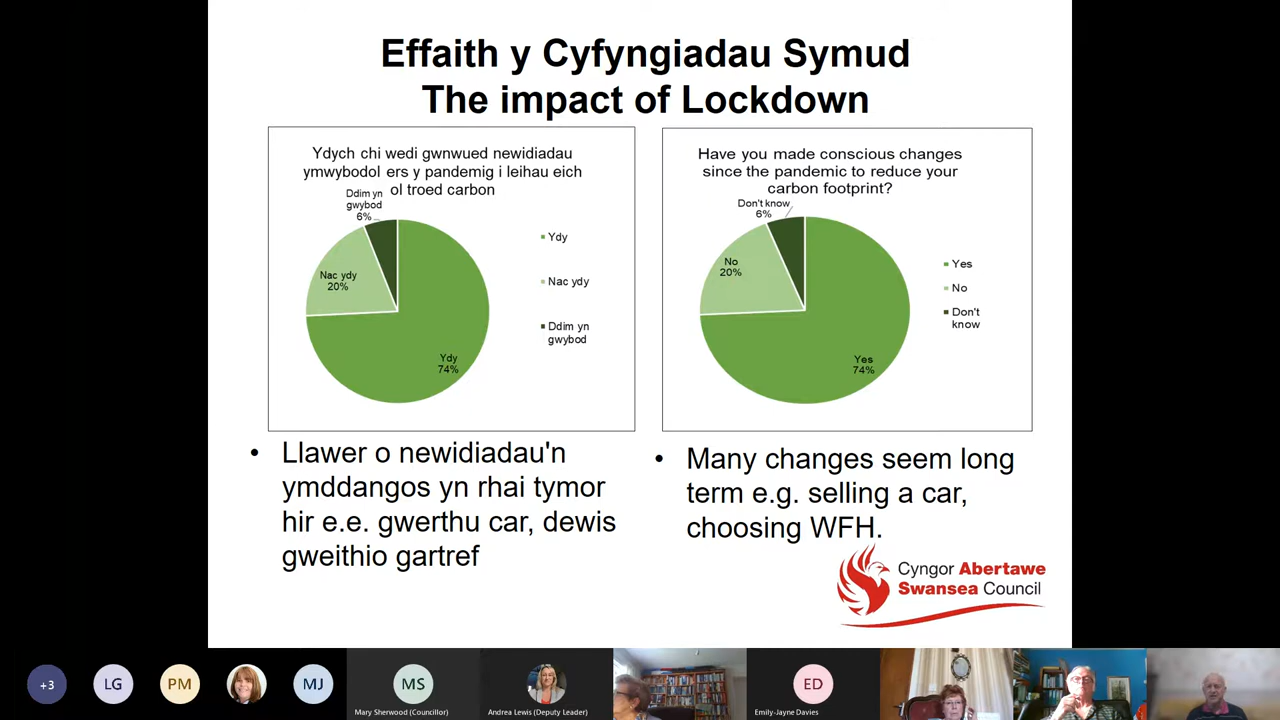 Effaith y Cyfyngiadau Symud
The impact of Lockdown
Ydych chi wedi gwnwued newidiadau
ymwybodol ers y pandemig i leihau eich
ol troed carbon
Ddim yn
gwybod
6%
Nac ydy
20%
Ydy
74%
Ydy
Nac ydy
Ddim yn
gwybod
Have you made conscious changes
since the pandemic to reduce your
carbon footprint?
Don't know
6%
No
20%
Yes
74%
Yes
No
Don't
know
• Llawer o newidiadau'n
ymddangos yn rhai tymor
hir e.e. gwerthu car, dewis
gweithio gartref
• Many changes seem long
term e.g. selling a car,
choosing WFH.
Cyngor Abertawe
Swansea Council
+3
LG
PM
MJ
MS
Mary Sherwood (Councillor)
Andrea Lewis (Deputy Leader)
ED
Emily-Jayne Davies